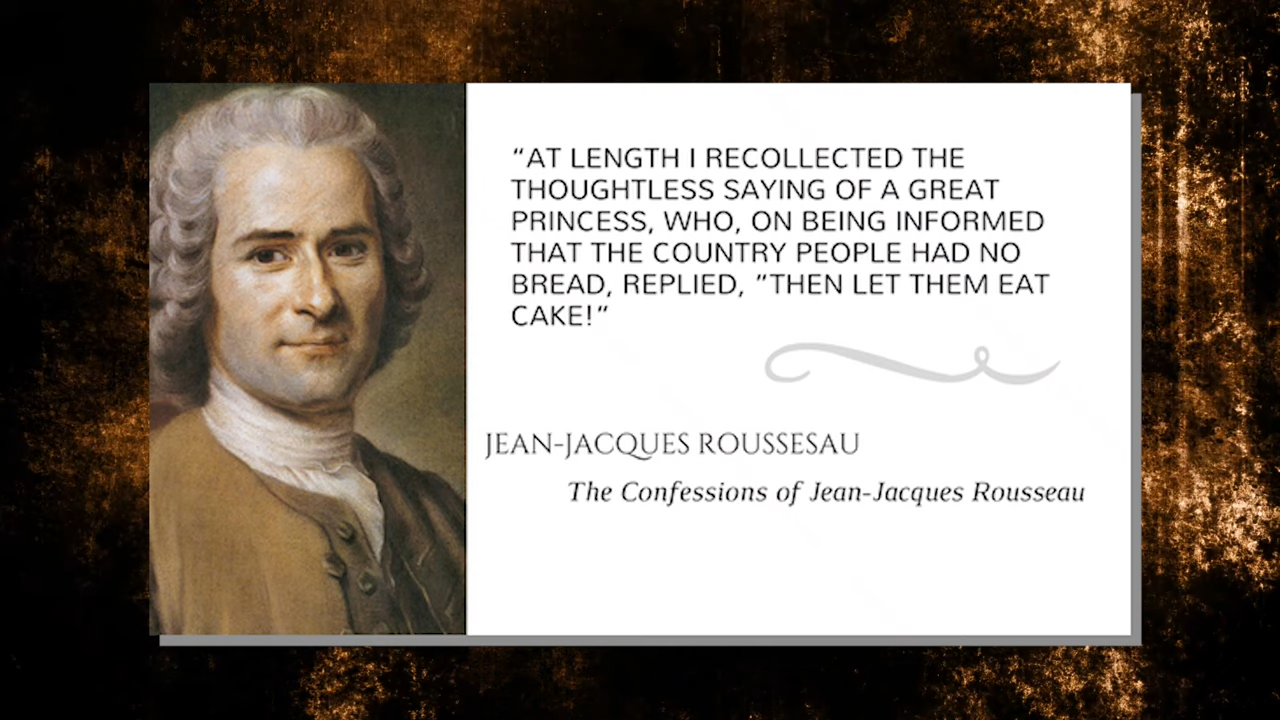 “AT LENGTH I RECOLLECTED THE
THOUGHTLESS SAYING OF A GREAT
PRINCESS, WHO, ON BEING INFORMED
THAT THE COUNTRY PEOPLE HAD NO
BREAD, REPLIED, “THEN LET THEM EAT
CAKE!“
JEAN-JACQUES ROUSSESAU
The Confessions of Jean-Jacques Rousseau